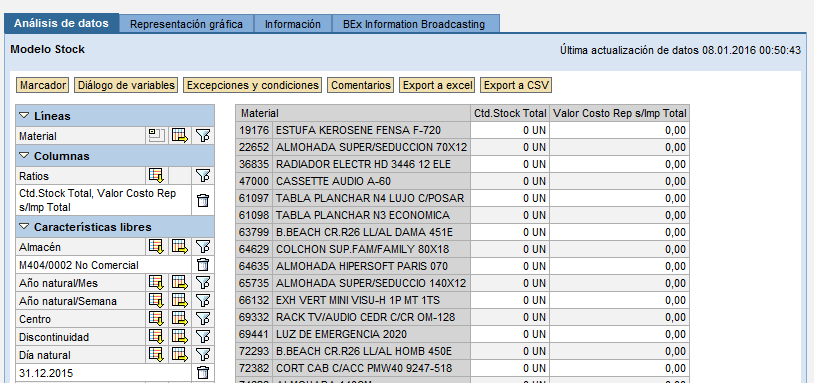 Análisis de datos Representación gráfica Información BEx Information Broadcasting
Modelo Stock Última actualización de datos 08.01.2016 00:50:43
Marcador Diálogo de variables Excepciones y condiciones Comentarios Export a excel Export a CSV
Líneas
Material
Columnas
Ratios
Ctd.Stock Total, Valor Costo Rep
s/Imp Total
Características libres
Almacén
M404/0002 No Comercial
Año natural/Mes
Año natural/Semana
Centro
Discontinuidad
Día natural
31.12.2015
Material Ctd.Stock Total Valor Costo Rep s/Imp Total
19176 ESTUFA KEROSENE FENSA F-720 0 UN 0,00
22652 ALMOHADA SUPER/SEDUCCION 70X12 0 UN 0,00
36835 RADIADOR ELECTR HD 3446 12 ELE 0 UN 0,00
47000 CASSETTE AUDIO A-60 0 UN 0,00
61097 TABLA PLANCHAR N4 LUJO C/POSAR 0 UN 0,00
61098 TABLA PLANCHAR N3 ECONOMICA 0 UN 0,00
63799 B.BEACH CR.R26 LL/AL DAMA 451E 0 UN 0,00
64629 COLCHON SUP.FAM/FAMILY 80X18 0 UN 0,00
64635 ALMOHADA HIPERSOFT PARIS 070 0 UN 0,00
65735 ALMOHADA SUPER/SEDUCCIO 140X12 0 UN 0,00
66132 EXH VERT MINI VISU-H 1P MT 1TS 0 UN 0,00
69332 RACK TV/AUDIO CEDR C/CR OM-128 0 UN 0,00
69441 LUZ DE EMERGENCIA 2020 0 UN 0,00
72293 B.BEACH CR.R26 LL/AL HOMB 450E 0 UN 0,00
72382 CORT CAB C/ACC PMW40 9247-518 0 UN 0,00